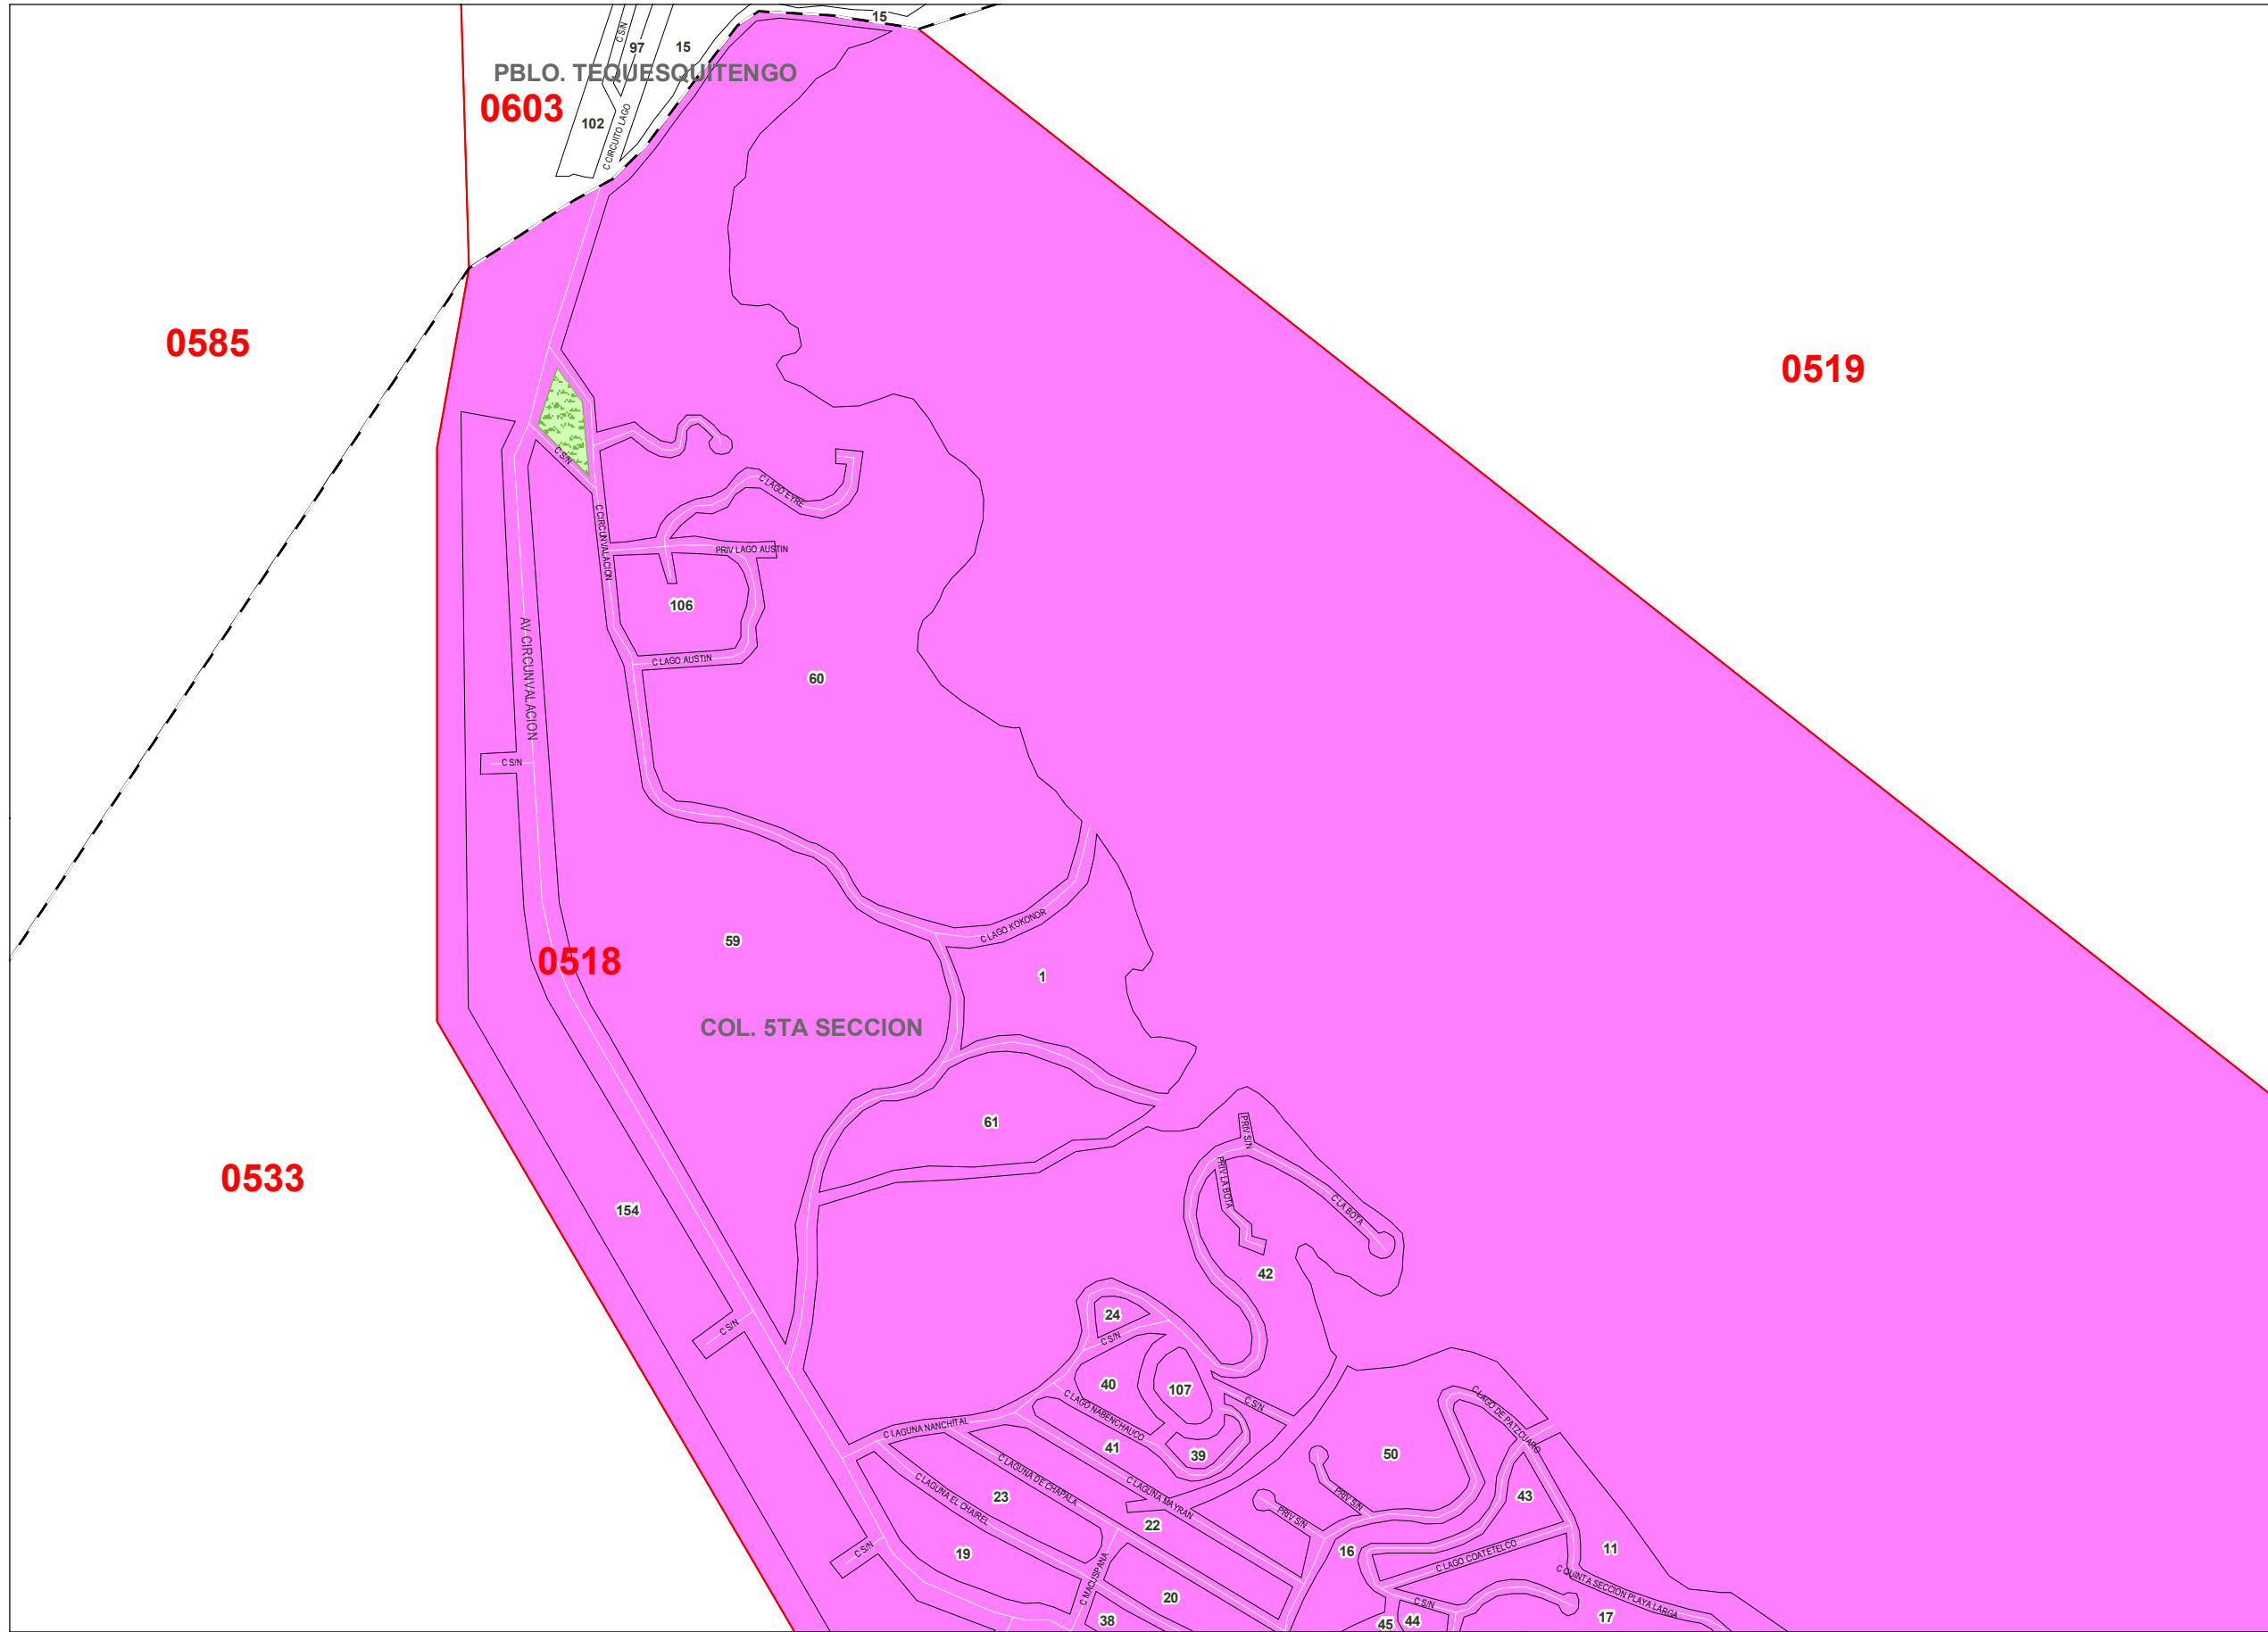 15
C S/N
97
15
PBLO. TEQUESQUITENGO
0603
102
C CIRCUITO LAGO
0585
0519
C S/N
C LAGO EYRE
C CIRCUNVALACION
PRIV LAGO AUSTIN
106
AV CIRCUNVALACION
C LAGO AUSTIN
60
C S/N
C LAGO KOKONOR
59
0518
1
COL. 5TA SECCION
61
PRIV S/N
0533
PRIV LA BOTA
C LA BOTA
154
42
24
C S/N
C S/N
40
107
C LAGO NABENCHAUCO
C S/N
C LAGO DE PATZCUARO
C LAGUNA NANCHITAL
41
39
50
C LAGUNA DE CHAPALA
C LAGUNA MAYRAN
C LAGUNA EL CHAIREL
23
PRIV S/N
43
PRIV S/N
22
C S/N
19
16
11
C LAGO COATETELCO
C MACUSPANA
C QUINTA SECCION PLAYA LARGA
20
C S/N
38
45
44
17